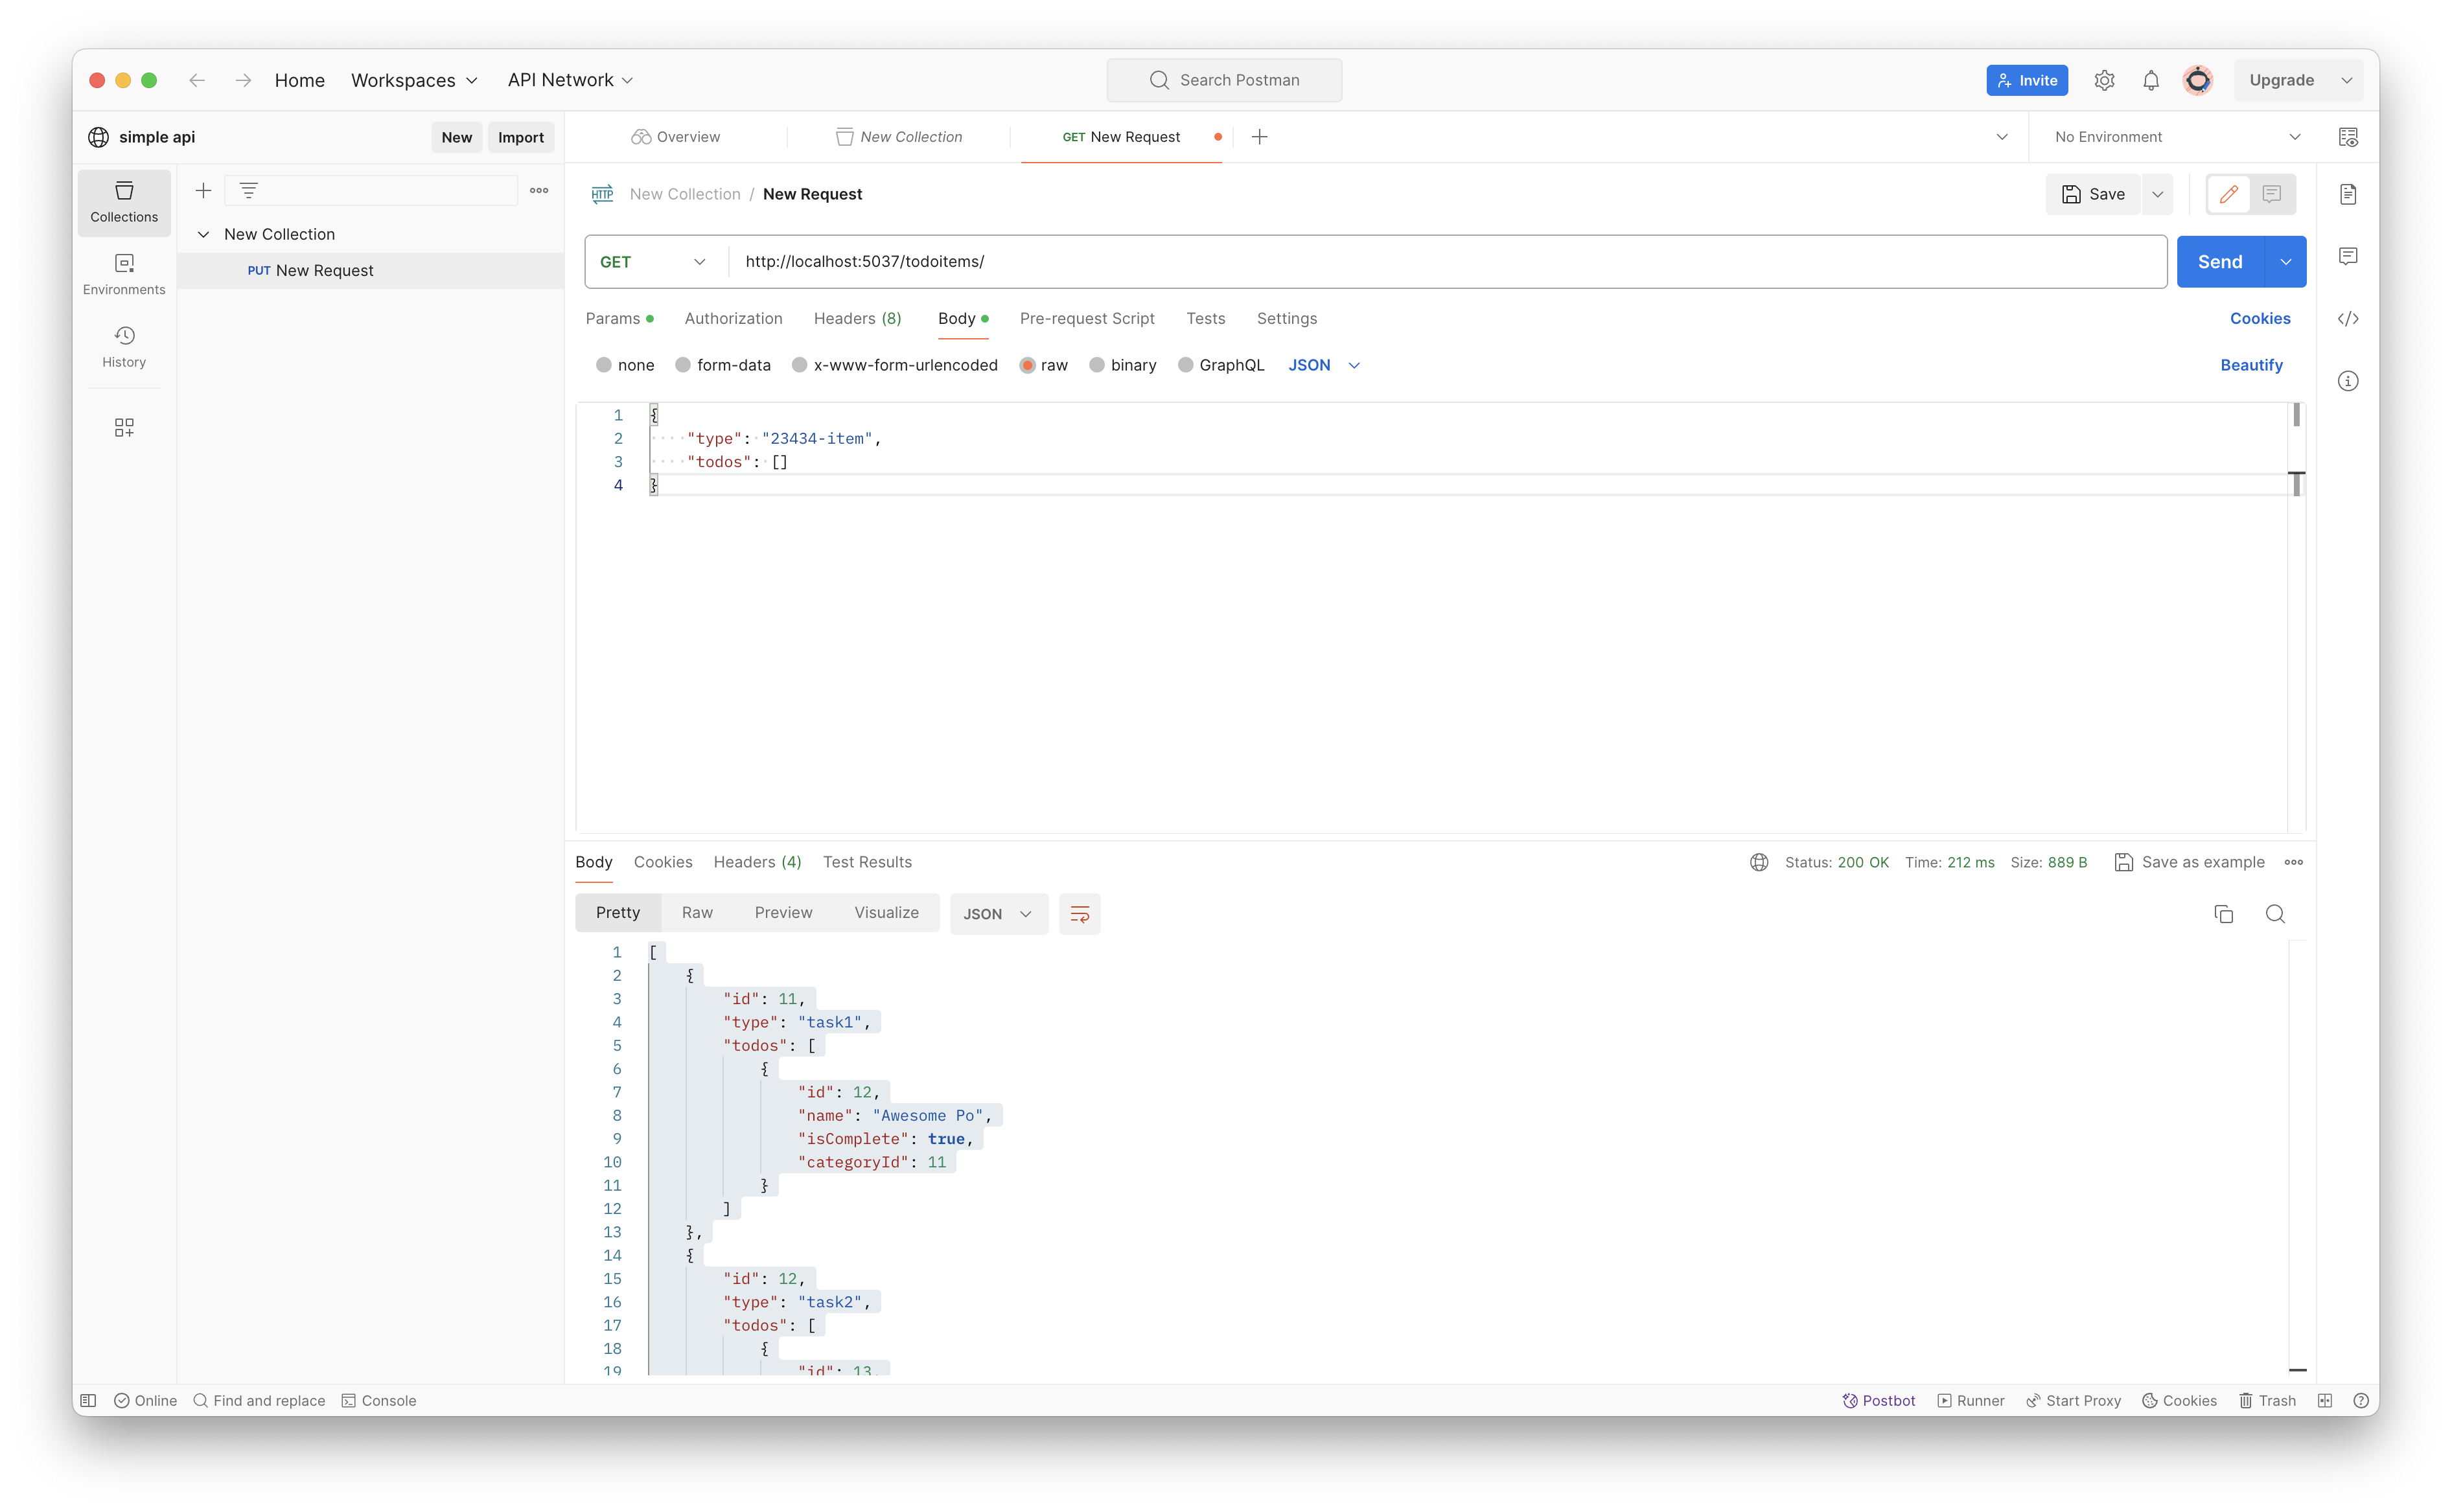 Home Workspaces API Network Search Postman Invite Upgrade
simple api New Import Overview New Collection GET New Request No Environment
Collections
New Collection / New Request Save
New Collection
PUT New Request
Environments
History
GET http://localhost:5037/todoitems/ Send
Params Authorization Headers (8) Body Pre-request Script Tests Settings Cookies
none form-data x-www-form-urlencoded raw binary GraphQL JSON Beautify
1 {
2 "type": "23434-item",
3 "todos": []
4 }
Body Cookies Headers (4) Test Results Status: 200 OK Time: 212 ms Size: 889 B Save as example
Pretty Raw Preview Visualize JSON
1 [
2 {
3 "id": 11,
4 "type": "task1",
5 "todos": [
6 {
7 "id": 12,
8 "name": "Awesome Po",
9 "isComplete": true,
10 "categoryId": 11
11 }
12 ]
13 },
14 {
15 "id": 12,
16 "type": "task2",
17 "todos": [
18 {
19 "id": 13,
Online Find and replace Console Postbot Runner Start Proxy Cookies Trash